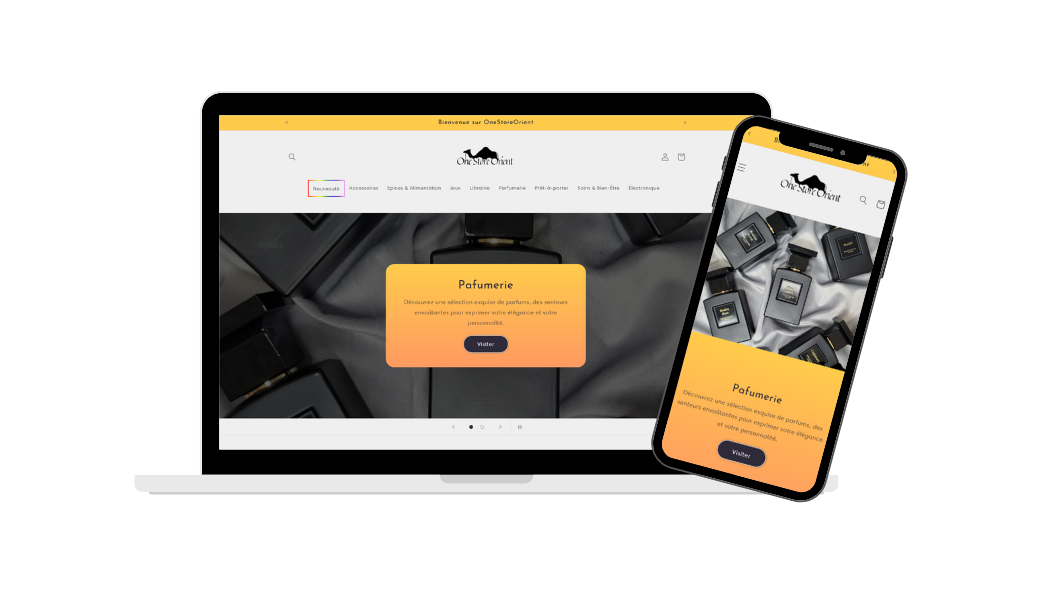 Bienvenue sur OneStoreOrient
One Store Orient
Nouveauté Accessoires Epices & Alimentation Jeux Librairie Parfumerie Prêt-à-porter Soins & Bien-Être Électronique
Pafumerie
Découvrez une sélection exquise de parfums, des senteurs
envoûtantes pour exprimer votre élégance et votre
personnalité.
Visiter
One Store Orient
Pafumerie
Découvrez une sélection exquise de parfums, des
senteurs envoûtantes pour exprimer votre élégance
et votre personnalité.
Visiter